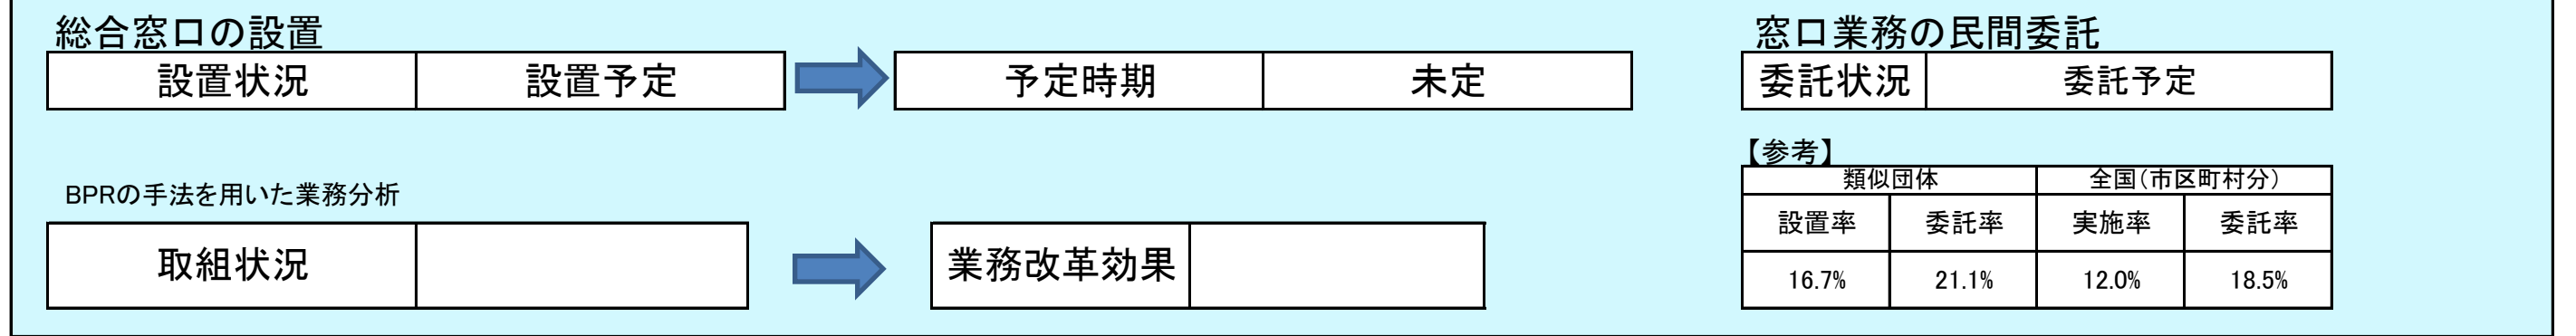 総合窓口の設置
設置状況 設置予定 予定時期 未定
窓口業務の民間委託
委託状況 委託予定
BPRの手法を用いた業務分析
取組状況 業務改革効果
【参考】
類似団体 全国(市区町村分)
設置率 委託率 実施率 委託率
16.7% 21.1% 12.0% 18.5%